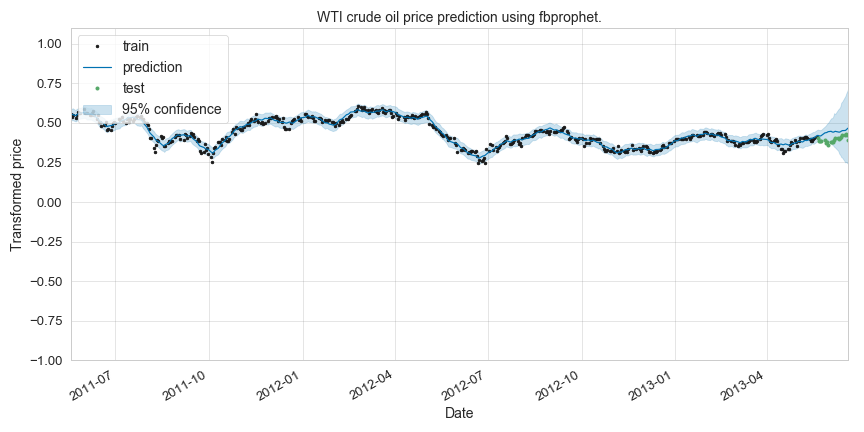 WTI crude oil price prediction using fbprophet.
train
prediction
test
95% confidence
Transformed price
1.00
0.75
0.50
0.25
0.00
−0.25
−0.50
−0.75
−1.00
2011-07
2011-10
2012-01
2012-04
2012-07
2012-10
2013-01
2013-04
Date